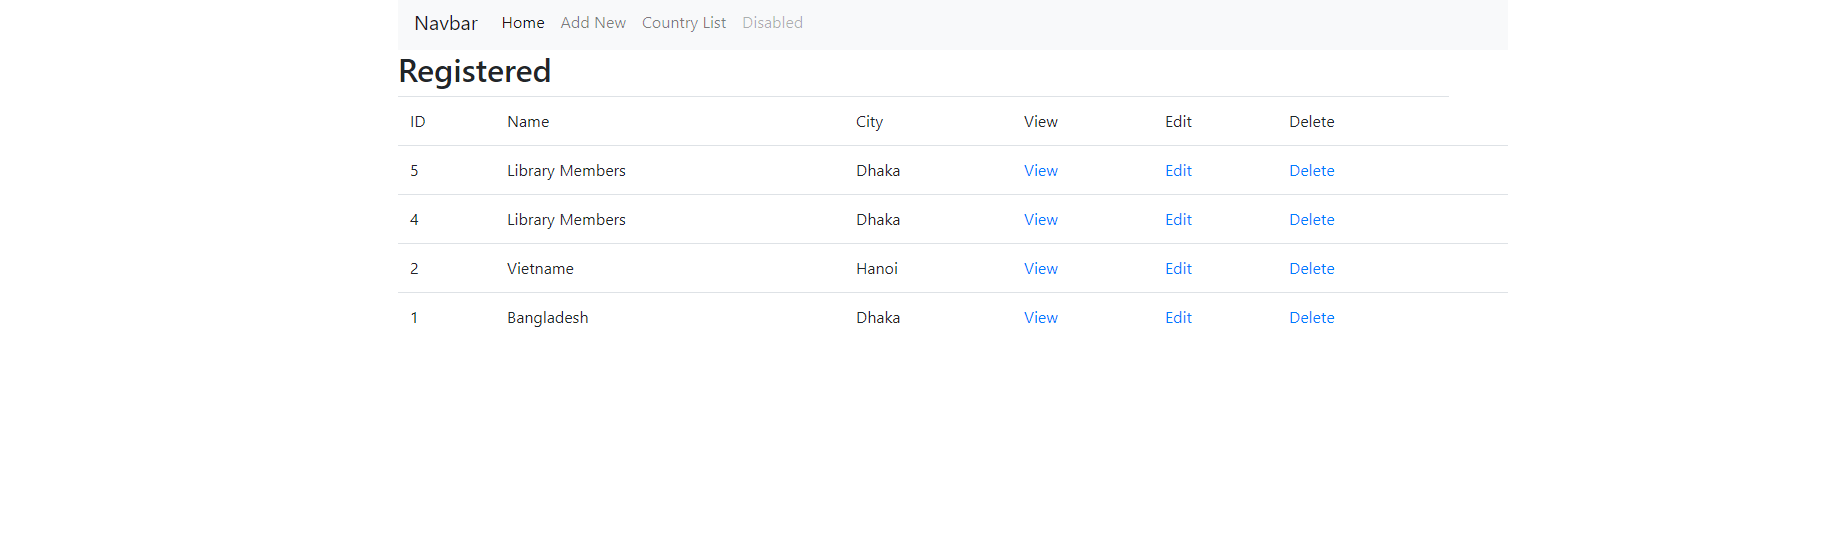 Navbar Home Add New Country List Disabled
Registered
ID Name City View Edit Delete
5 Library Members Dhaka View Edit Delete
4 Library Members Dhaka View Edit Delete
2 Vietname Hanoi View Edit Delete
1 Bangladesh Dhaka View Edit Delete